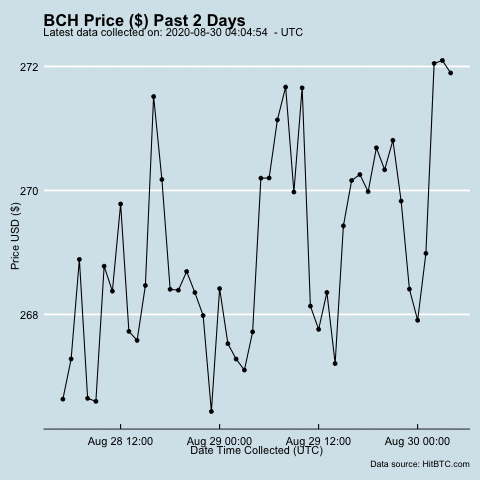 BCH Price ($) Past 2 Days
Latest data collected on: 2020-08-30 04:04:54 - UTC
272
270
268
Price USD ($)
Aug 28 12:00 Aug 29 00:00 Aug 29 12:00 Aug 30 00:00
Date Time Collected (UTC)
Data source: HitBTC.com